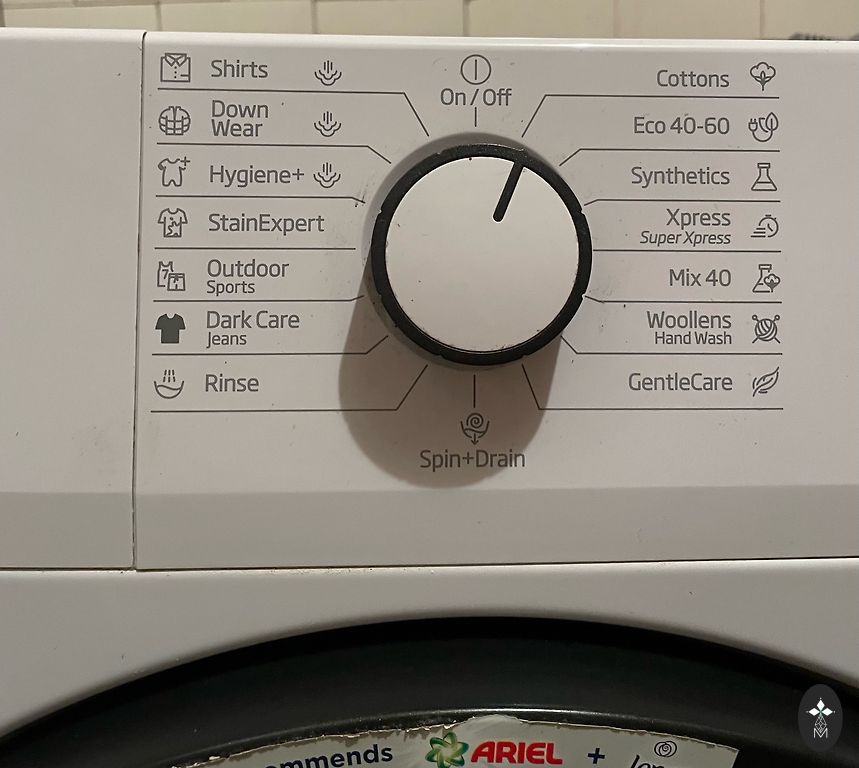 Shirts
Down
Wear
Hygiene+
StainExpert
Outdoor
Sports
Dark Care
Jeans
Rinse
On / Off
Spin+Drain
Cottons
Eco 40-60
Synthetics
Xpress
Super Xpress
Mix 40
Woollens
Hand Wash
GentleCare
ARIEL +
M